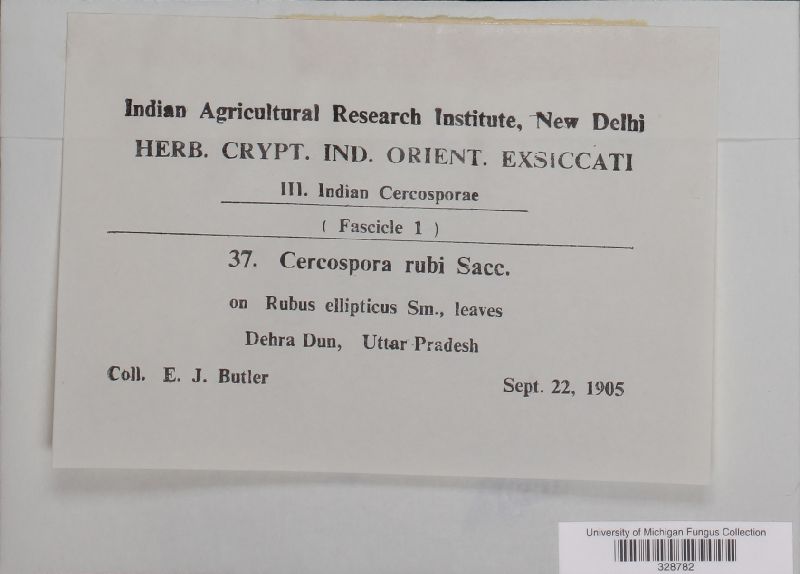 Indian Agricultural Research Institute, New Delhi
HERB. CRYPT. IND. ORIENT. EXSICCATI
III. Indian Cercosporae
( Fascicle 1 )
37. Cercospora rubi Sacc.
on Rubus ellipticus Sm., leaves
Dehra Dun, Uttar Pradesh
Coll. E. J. Butler
Sept. 22, 1905
University of Michigan Fungus Collection
328782